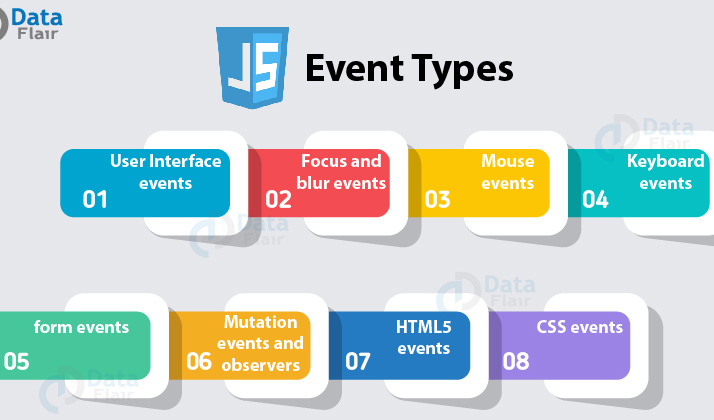 Data
Flair
JS
Event Types
User Interface
events
01
Focus and
blur events
02
Mouse
events
03
Keyboard
events
04
Data
Flair
Data
Flair
Data
Flair
form events
05
Mutation
events and
observers
06
HTML5
events
07
CSS events
08
Data
Flair